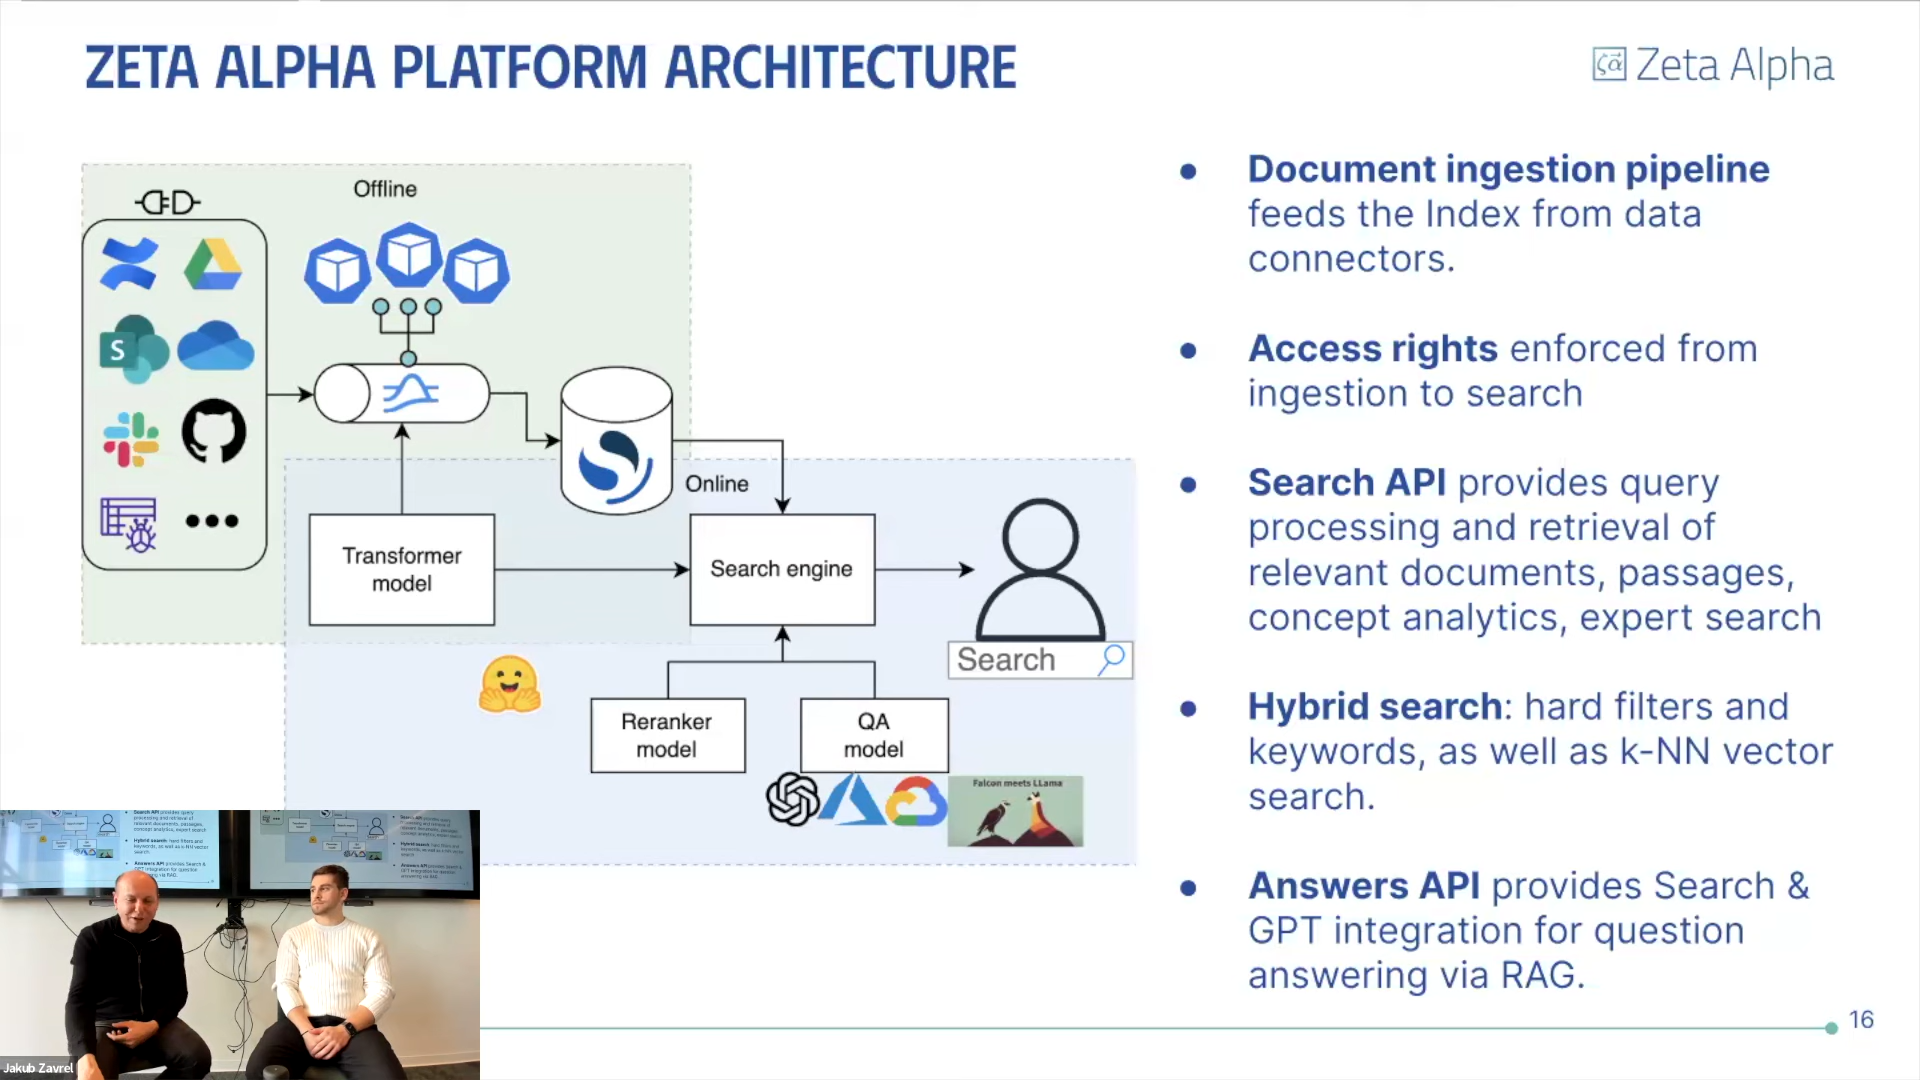 ZETA ALPHA PLATFORM ARCHITECTURE
ζα Zeta Alpha
Offline
S
Online
Transformer
model
Search engine
Search
Reranker
model
QA
model
Falcon meets LLama
Document ingestion pipeline
feeds the Index from data
connectors.
Access rights enforced from
ingestion to search
Search API provides query
processing and retrieval of
relevant documents, passages,
concept analytics, expert search
Hybrid search: hard filters and
keywords, as well as k-NN vector
search.
Answers API provides Search &
GPT integration for question
answering via RAG.
16
Jakub Zavrel